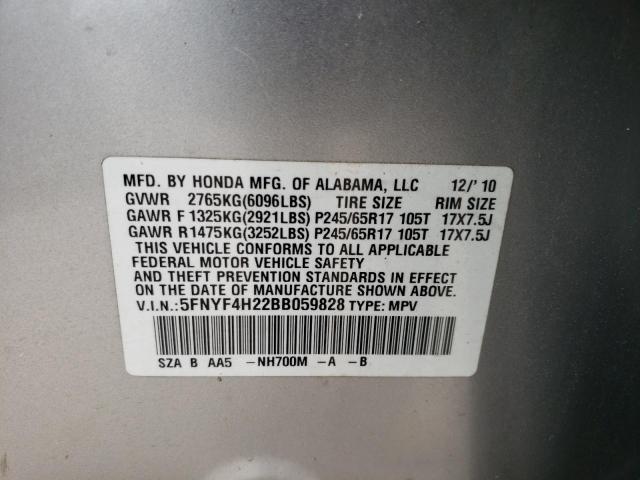 MFD. BY HONDA MFG. OF ALABAMA, LLC 12/'10
GVWR 2765KG(6096LBS) TIRE SIZE RIM SIZE
GAWR F 1325KG(2921LBS) P245/65R17 105T 17X7.5J
GAWR R1475KG(3252LBS) P245/65R17 105T 17X7.5J
THIS VEHICLE CONFORMS TO ALL APPLICABLE
FEDERAL MOTOR VEHICLE SAFETY
AND THEFT PREVENTION STANDARDS IN EFFECT
ON THE DATE OF MANUFACTURE SHOWN ABOVE.
V.I.N.:5FNYF4H22BB059828 TYPE: MPV
SZA B AA5 -NH700M -A -B